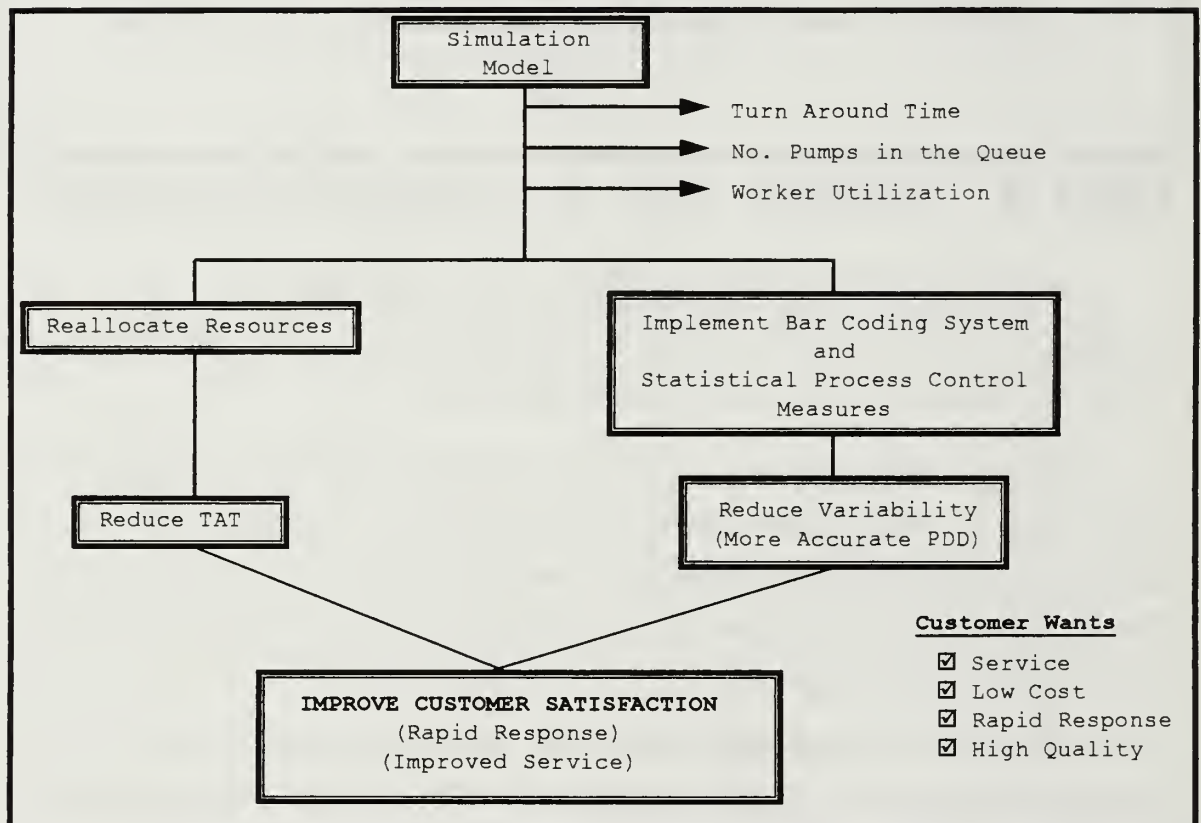 Simulation
Model
Turn Around Time
No. Pumps in the Queue
Worker Utilization
Reallocate Resources
Implement Bar Coding System
and
Statistical Process Control
Measures
Reduce TAT
Reduce Variability
(More Accurate PDD)
Customer Wants
☑ Service
☑ Low Cost
☑ Rapid Response
☑ High Quality
IMPROVE CUSTOMER SATISFACTION
(Rapid Response)
(Improved Service)